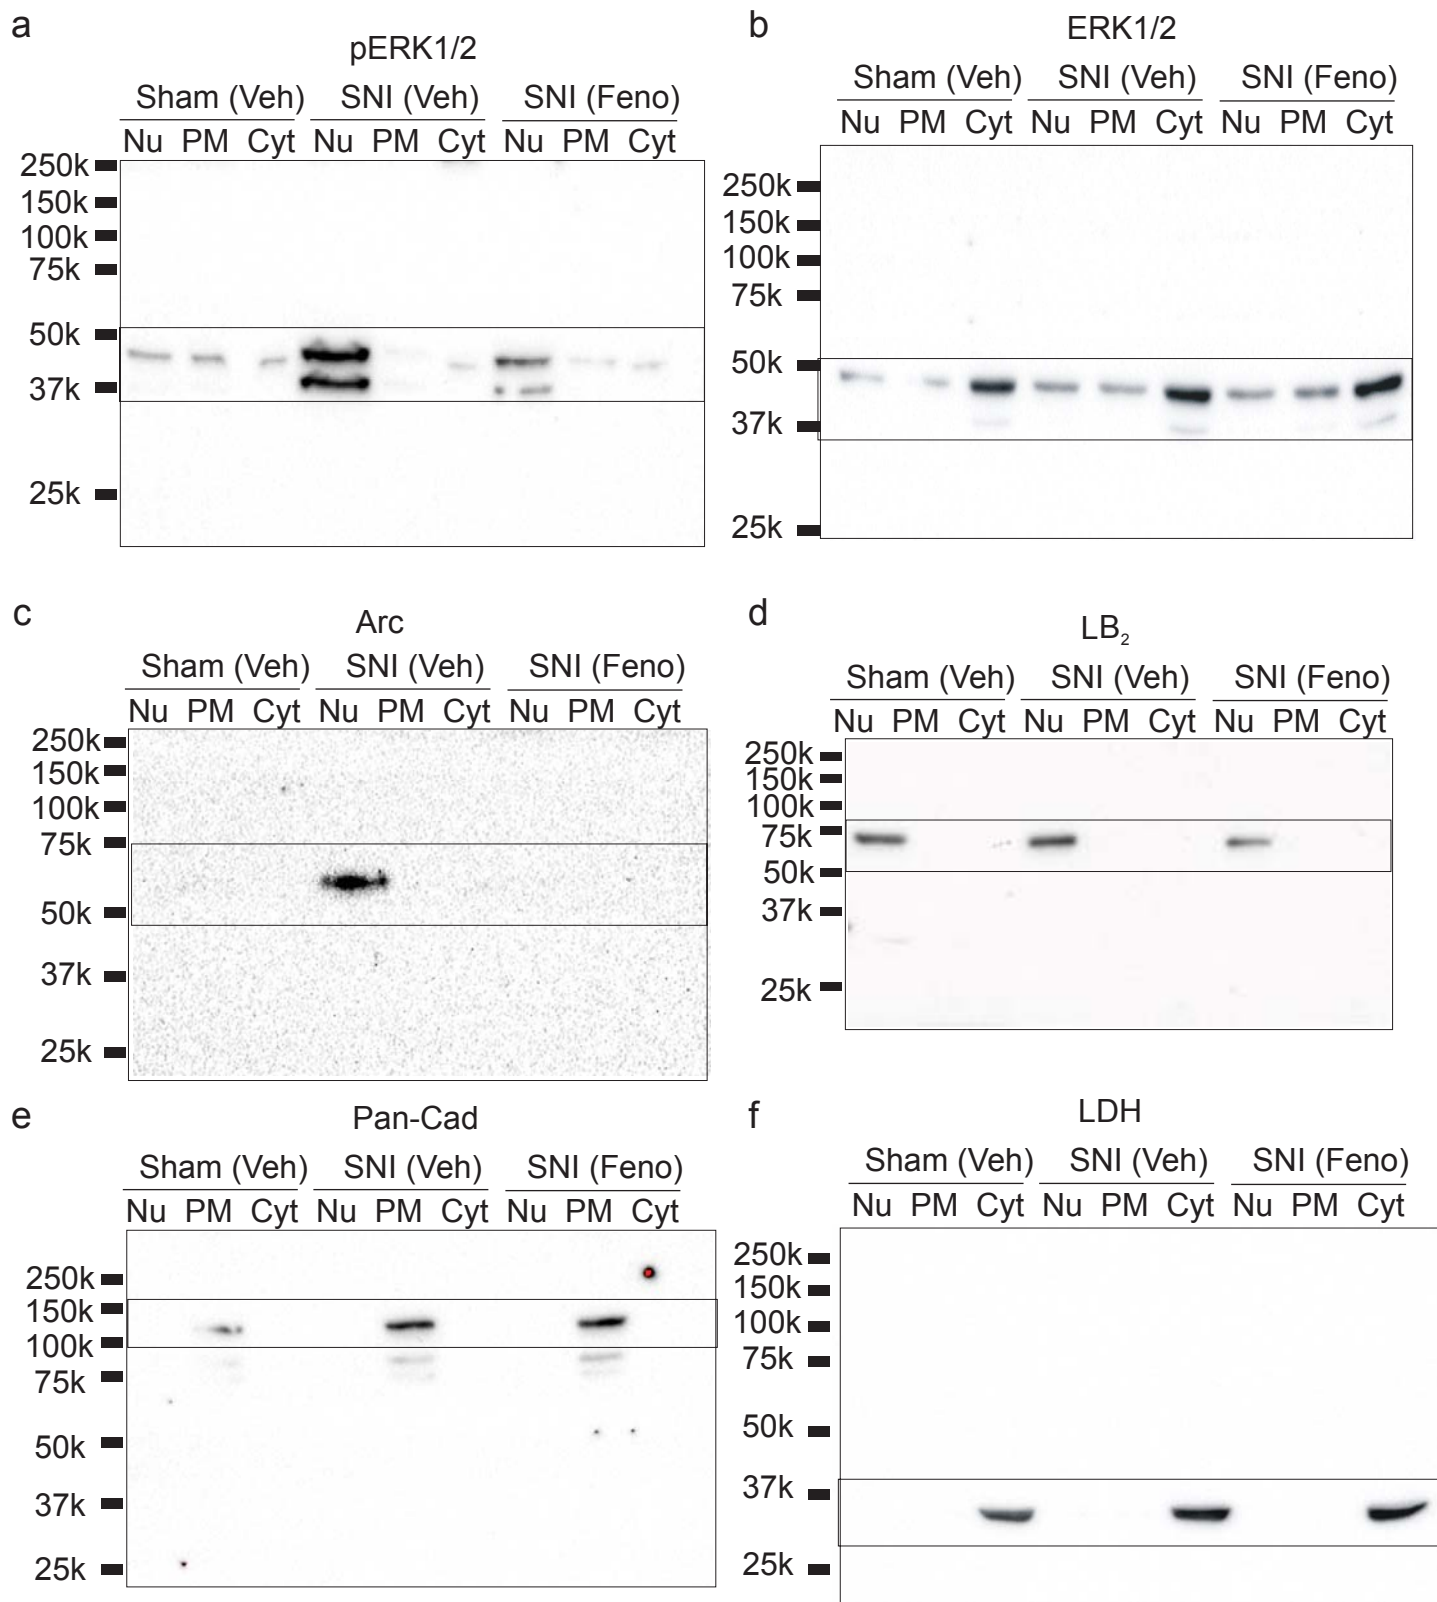 a
pERK1/2
Sham (Veh) SNI (Veh) SNI (Feno)
Nu PM Cyt Nu PM Cyt Nu PM Cyt
250k
150k
100k
75k
50k
37k
25k
b
ERK1/2
Sham (Veh) SNI (Veh) SNI (Feno)
Nu PM Cyt Nu PM Cyt Nu PM Cyt
250k
150k
100k
75k
50k
37k
25k
c
Arc
Sham (Veh) SNI (Veh) SNI (Feno)
Nu PM Cyt Nu PM Cyt Nu PM Cyt
250k
150k
100k
75k
50k
37k
25k
d
LB₂
Sham (Veh) SNI (Veh) SNI (Feno)
Nu PM Cyt Nu PM Cyt Nu PM Cyt
250k
150k
100k
75k
50k
37k
25k
e
Pan-Cad
Sham (Veh) SNI (Veh) SNI (Feno)
Nu PM Cyt Nu PM Cyt Nu PM Cyt
250k
150k
100k
75k
50k
37k
25k
f
LDH
Sham (Veh) SNI (Veh) SNI (Feno)
Nu PM Cyt Nu PM Cyt Nu PM Cyt
250k
150k
100k
75k
50k
37k
25k